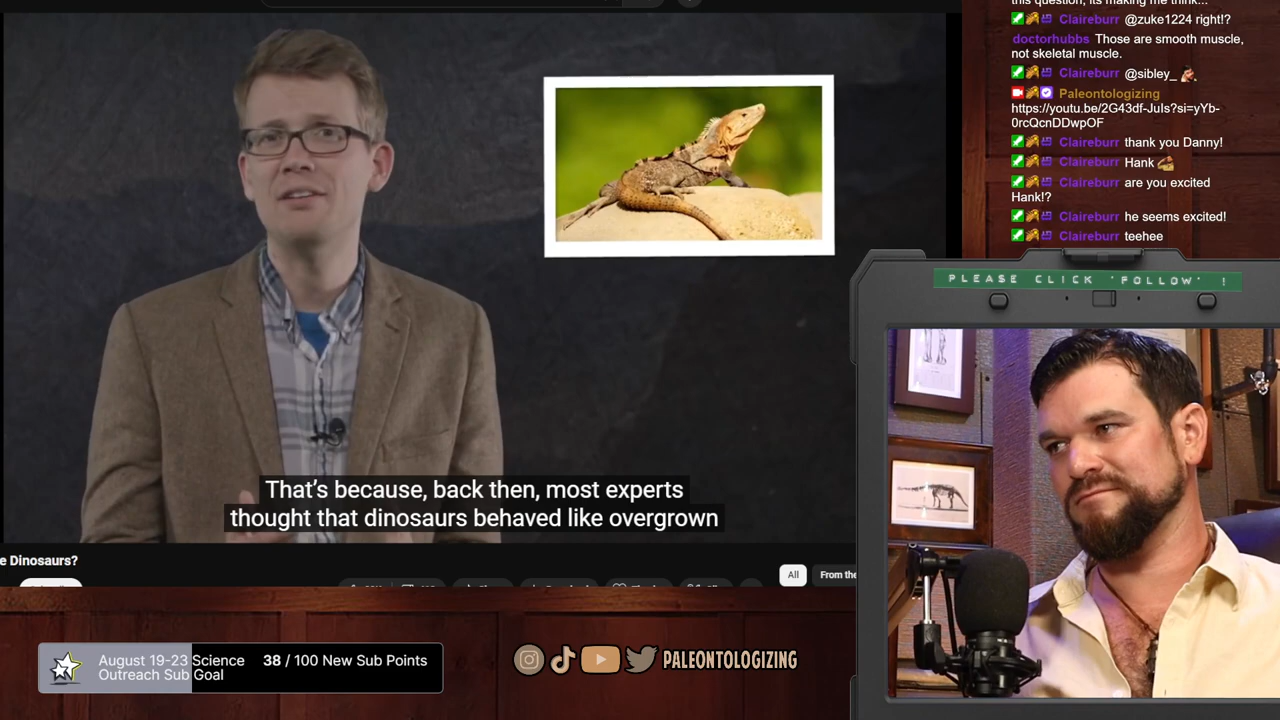 this question, its making me think...
Claireburr @zuke1224 right!?
doctorhubbs Those are smooth muscle,
not skeletal muscle.
Claireburr @sibley_
Paleontologizing
https://youtu.be/2G43df-JuIs?si=yYb-
0rcQcnDDwpOF
Claireburr thank you Danny!
Claireburr Hank
Claireburr are you excited
Hank!?
Claireburr he seems excited!
Claireburr teehee
PLEASE CLICK 'FOLLOW' !
That's because, back then, most experts
thought that dinosaurs behaved like overgrown
e Dinosaurs?
All
From the
August 19-23 Science
Outreach Sub Goal
38 / 100 New Sub Points
PALEONTOLOGIZING